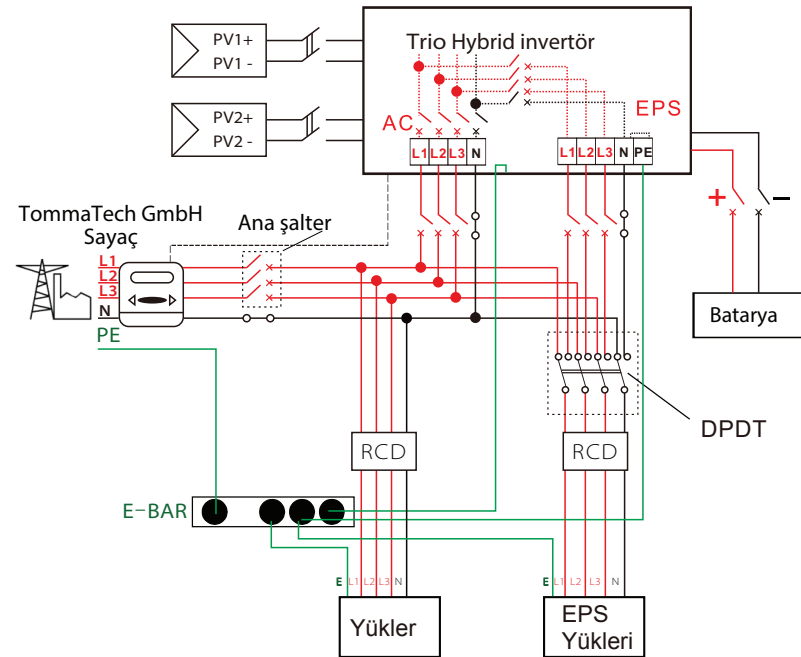 PV1+
PV1 -
PV2+
PV2 -
Trio Hybrid invertör
AC
EPS
L1 L2 L3 N
L1 L2 L3 N PE
TommaTech GmbH
Sayaç
Ana şalter
L1
L2
L3
N
PE
+ −
Batarya
DPDT
RCD
RCD
E-BAR
E L1 L2 L3 N
E L1 L2 L3 N
Yükler
EPS
Yükleri